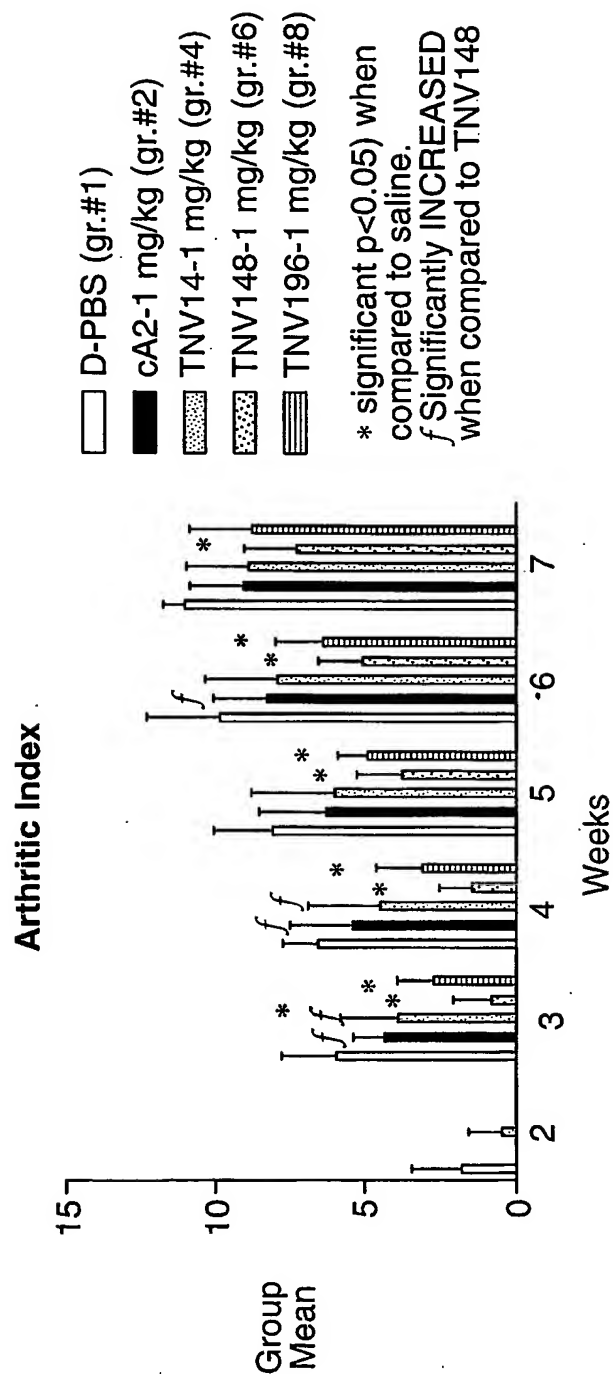 Arthritic Index
D-PBS (gr.#1)
cA2-1 mg/kg (gr.#2)
TNV14-1 mg/kg (gr.#4)
TNV148-1 mg/kg (gr.#6)
TNV196-1 mg/kg (gr.#8)
* significant p<0.05) when
compared to saline.
ƒ Significantly INCREASED
when compared to TNV148
Group
Mean
15
10
5
0
ƒ ƒ * * *
ƒ ƒ * *
* *
ƒ * *
*
2 3 4 5 6 7
Weeks